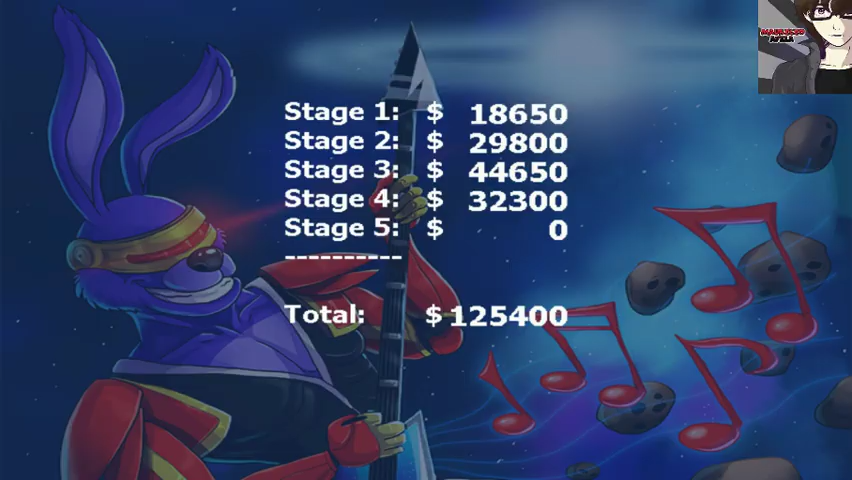 Stage 1: $ 18650
Stage 2: $ 29800
Stage 3: $ 44650
Stage 4: $ 32300
Stage 5: $ 0
----------
Total: $ 125400